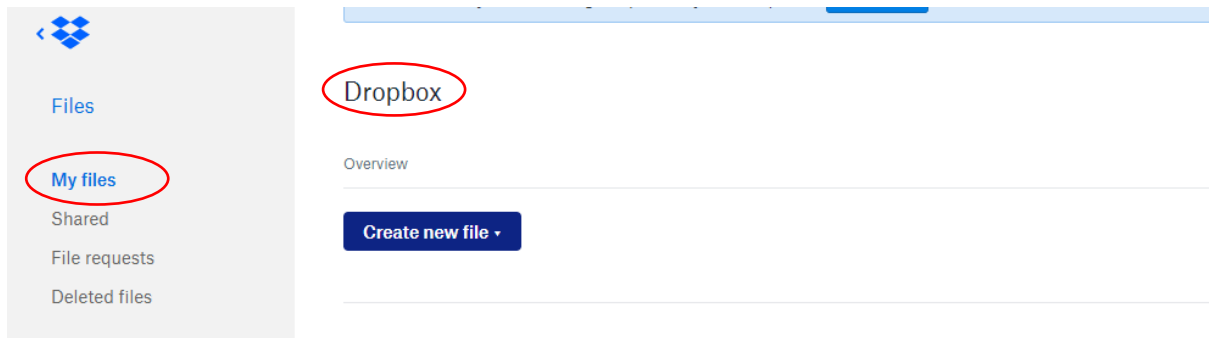 Files
My files
Shared
File requests
Deleted files
Dropbox
Overview
Create new file